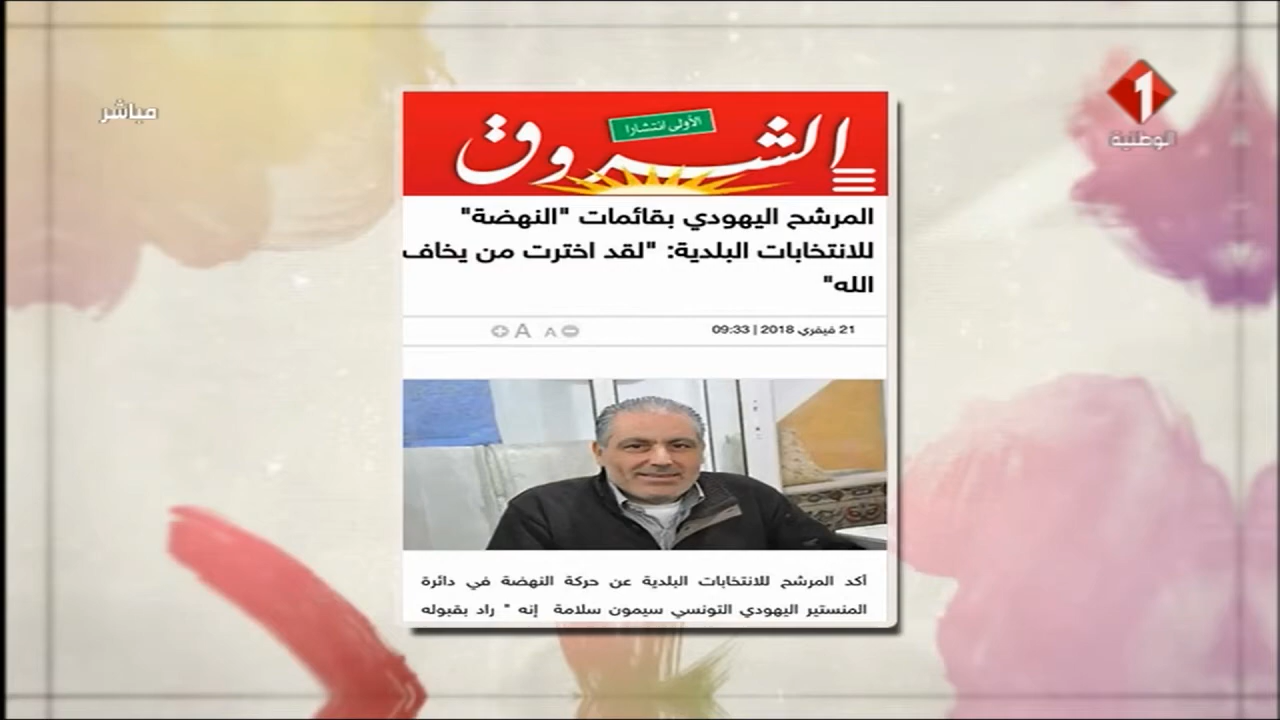 مباشر
1
الوطنية
الأولى انتشارا
الشروق
المرشح اليهودي بقائمات "النهضة"
للانتخابات البلدية: "لقد اخترت من يخاف
الله"
21 فيفري 2018 | 09:33
A A
أكد المرشح للانتخابات البلدية عن حركة النهضة في دائرة
المنستير اليهودي التونسي سيمون سلامة إنه " راد بقبوله